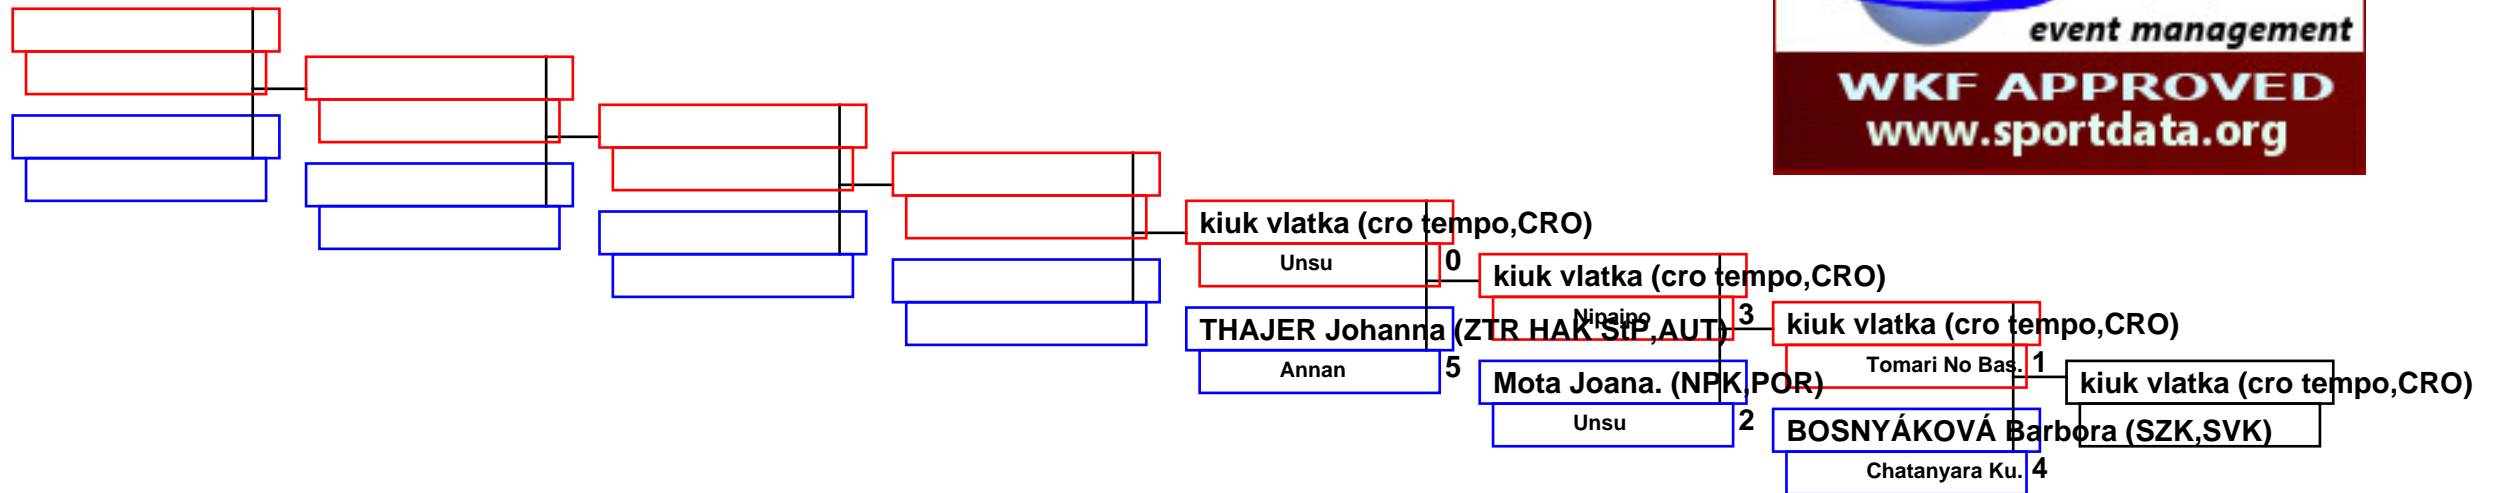 event management
WKF APPROVED
www.sportdata.org
kiuk vlatka (cro tempo,CRO)
Unsu
0
THAJER Johanna (ZTR HAK StP,AUT)
Annan
5
kiuk vlatka (cro tempo,CRO)
Nipaipo
3
Mota Joana. (NPK,POR)
Unsu
2
kiuk vlatka (cro tempo,CRO)
Tomari No Bas.
1
BOSNYÁKOVÁ Barbora (SZK,SVK)
Chatanyara Ku.
4
kiuk vlatka (cro tempo,CRO)